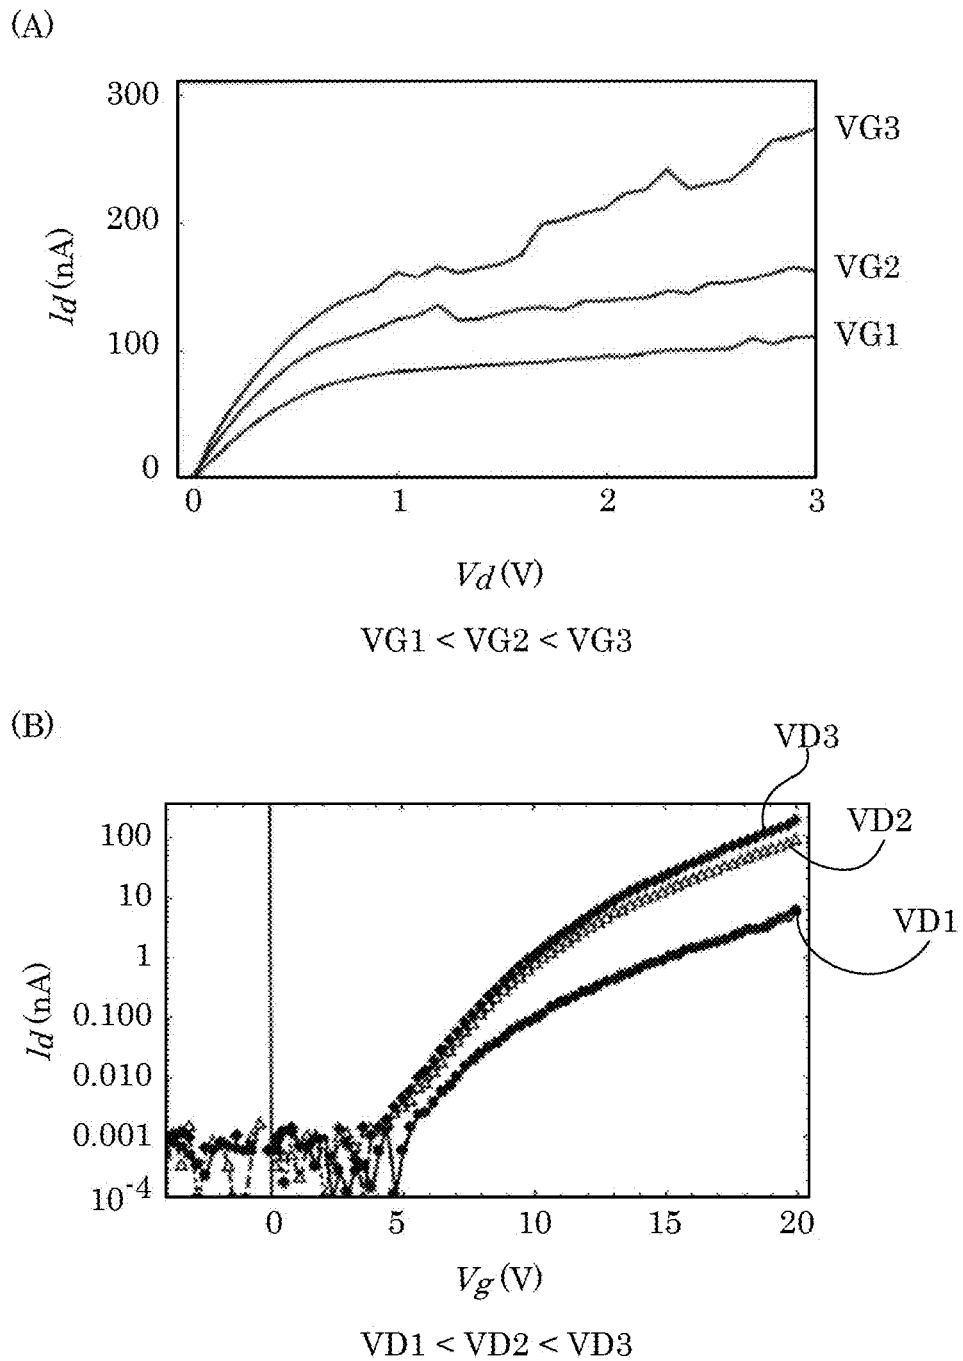 (A)
300
200
100
0
Id (nA)
VG3
VG2
VG1
0 1 2 3
Vd (V)
VG1 < VG2 < VG3
(B)
VD3
VD2
VD1
100
10
1
0.100
0.010
0.001
10⁻⁴
Id (nA)
0 5 10 15 20
Vg (V)
VD1 < VD2 < VD3